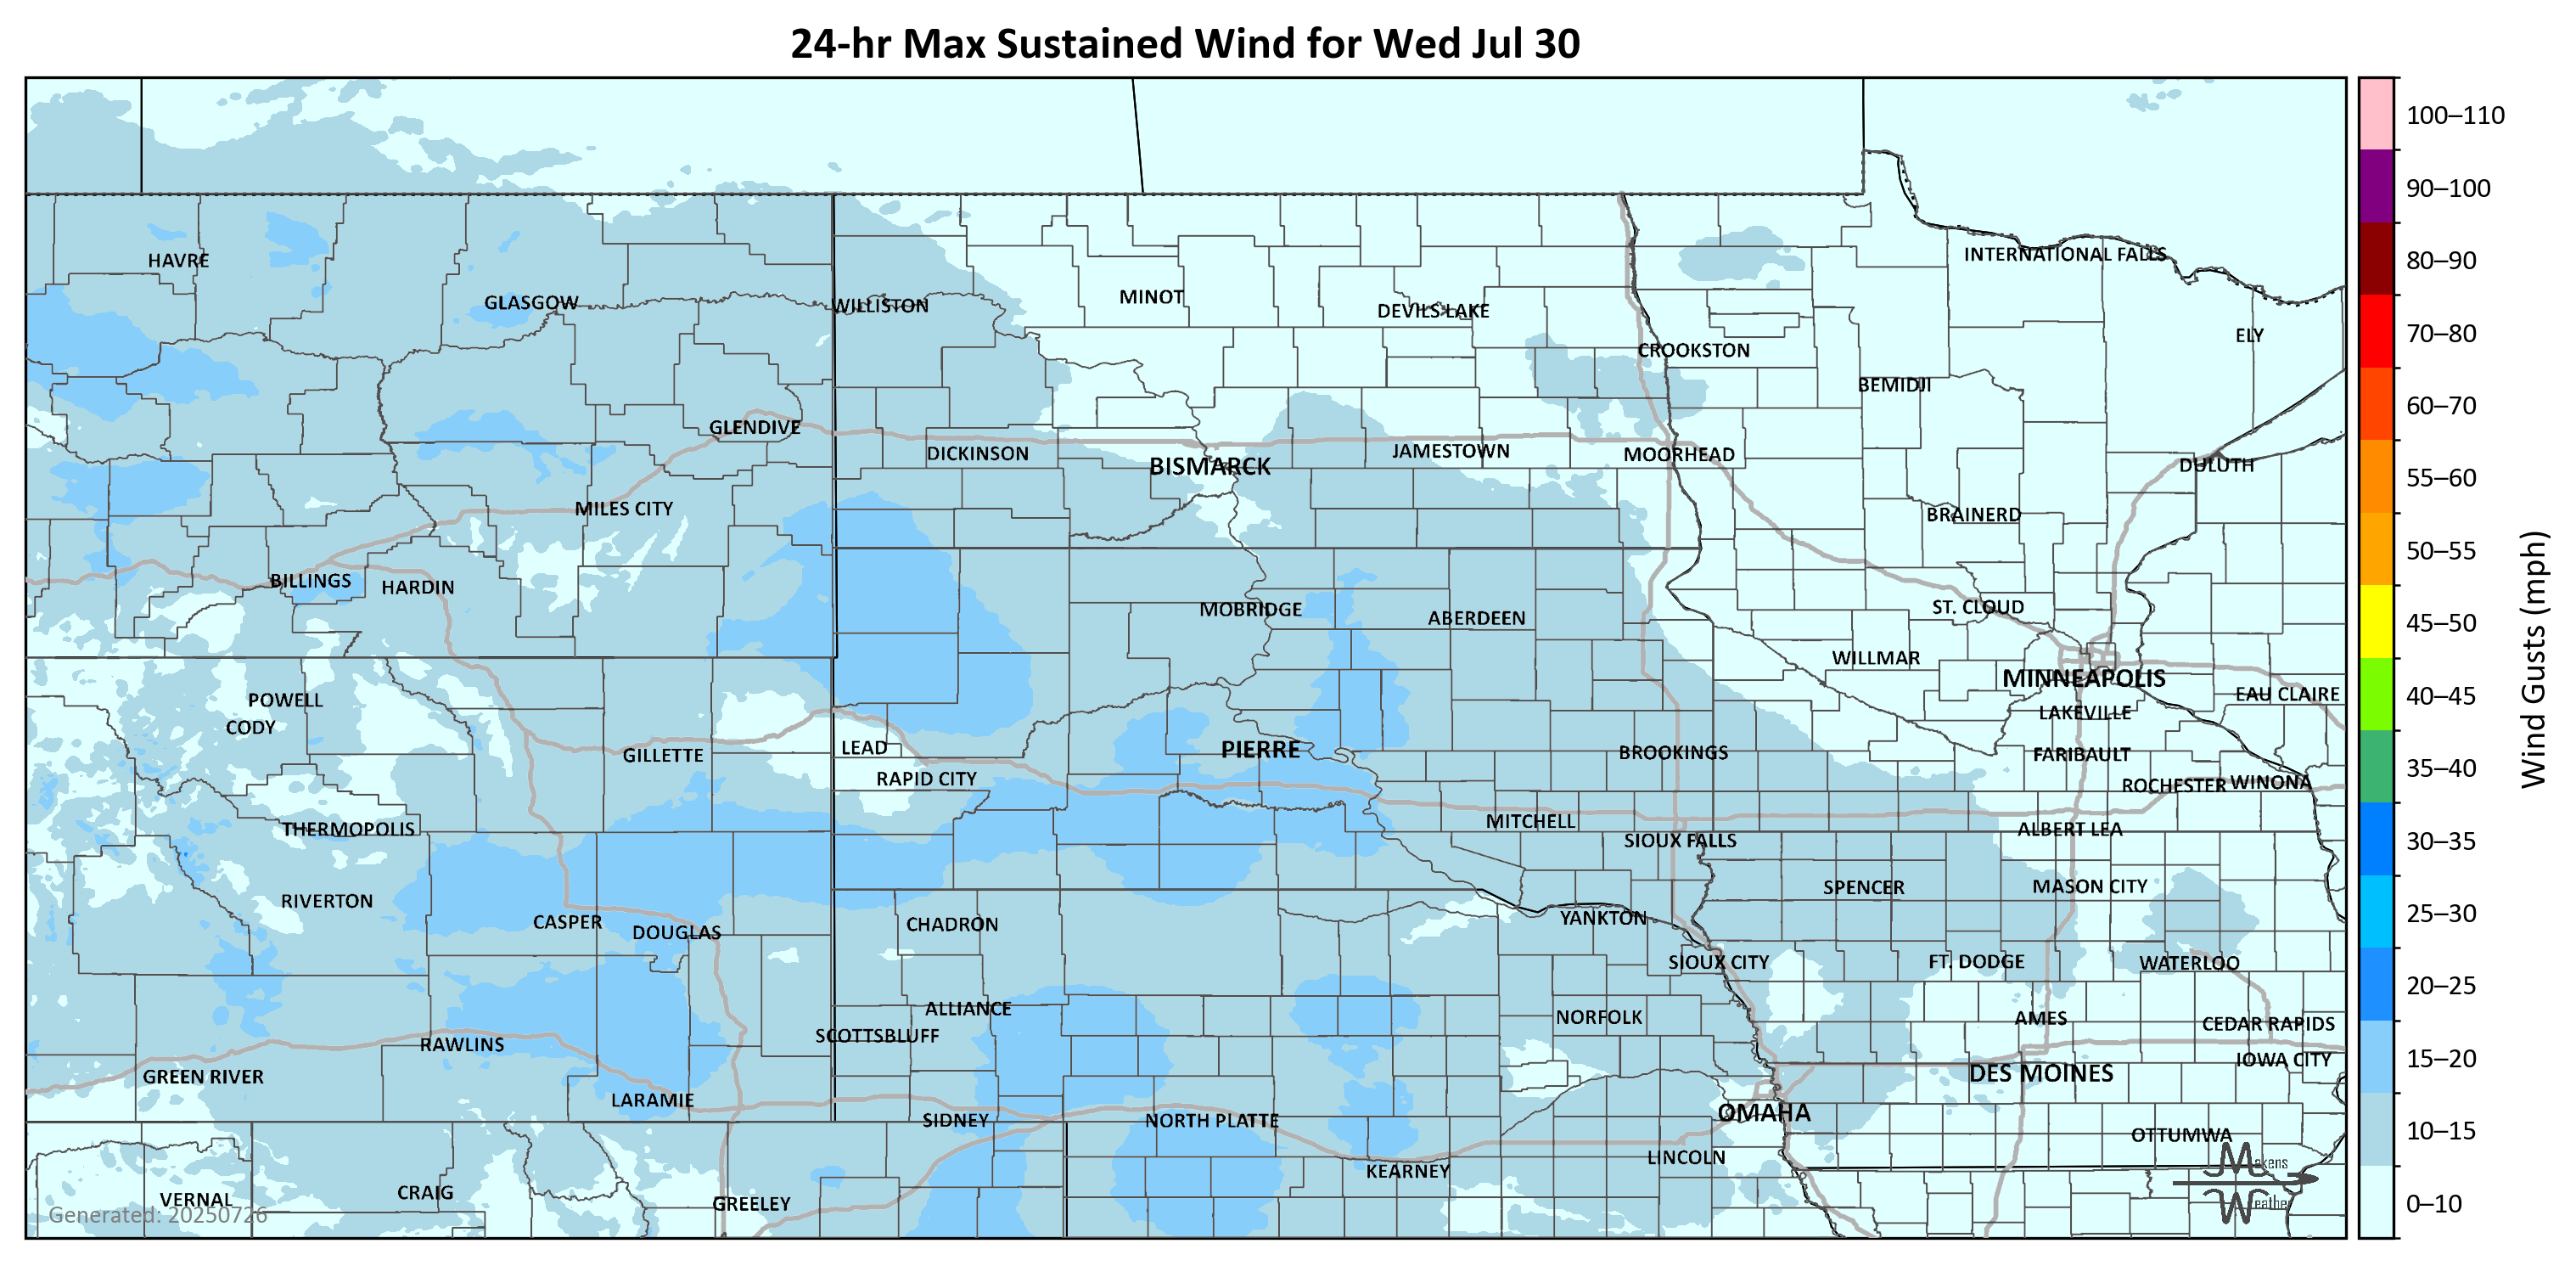 24-hr Max Sustained Wind for Wed Jul 30
100–110
90–100
80–90
70–80
60–70
55–60
50–55
45–50
40–45
35–40
30–35
25–30
20–25
15–20
10–15
0–10
Wind Gusts (mph)
HAVRE
INTERNATIONAL FALLS
GLASGOW
WILLISTON
MINOT
DEVILS LAKE
ELY
CROOKSTON
BEMIDJI
GLENDIVE
DICKINSON
BISMARCK
JAMESTOWN
MOORHEAD
DULUTH
MILES CITY
BRAINERD
BILLINGS
HARDIN
MOBRIDGE
ABERDEEN
ST. CLOUD
WILLMAR
MINNEAPOLIS
EAU CLAIRE
POWELL
CODY
LAKEVILLE
GILLETTE
LEAD
PIERRE
BROOKINGS
FARIBAULT
RAPID CITY
ROCHESTER
WINONA
THERMOPOLIS
MITCHELL
ALBERT LEA
SIOUX FALLS
RIVERTON
SPENCER
MASON CITY
CASPER
DOUGLAS
CHADRON
YANKTON
SIOUX CITY
FT. DODGE
WATERLOO
ALLIANCE
NORFOLK
AMES
CEDAR RAPIDS
SCOTTSBLUFF
RAWLINS
IOWA CITY
GREEN RIVER
DES MOINES
LARAMIE
SIDNEY
NORTH PLATTE
OMAHA
OTTUMWA
KEARNEY
LINCOLN
VERNAL
CRAIG
GREELEY
Generated: 20250726
Makens
Weather